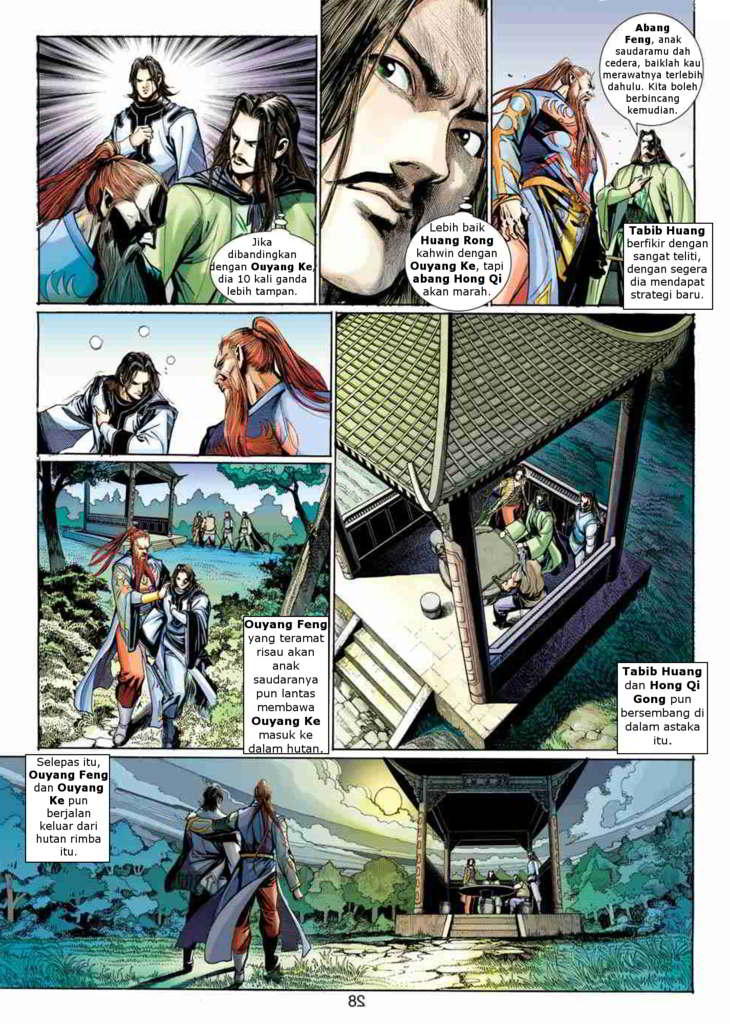 Jika
dibandingkan
dengan Ouyang Ke,
dia 10 kali ganda
lebih tampan.
Lebih baik
Huang Rong
kahwin dengan
Ouyang Ke, tapi
abang Hong Qi
akan marah.
Abang
Feng, anak
saudaramu dah
cedera, baiklah kau
merawatnya terlebih
dahulu. Kita boleh
berbincang
kemudian.
Tabib Huang
berfikir dengan
sangat teliti,
dengan segera
dia mendapat
strategi baru.
Ouyang Feng
yang teramat
risau akan
anak
saudaranya
pun lantas
membawa
Ouyang Ke
masuk ke
dalam hutan.
Tabib Huang
dan Hong Qi
Gong pun
bersembang di
dalam astaka
itu.
Selepas itu,
Ouyang Feng
dan Ouyang
Ke pun
berjalan
keluar dari
hutan rimba
itu.
28